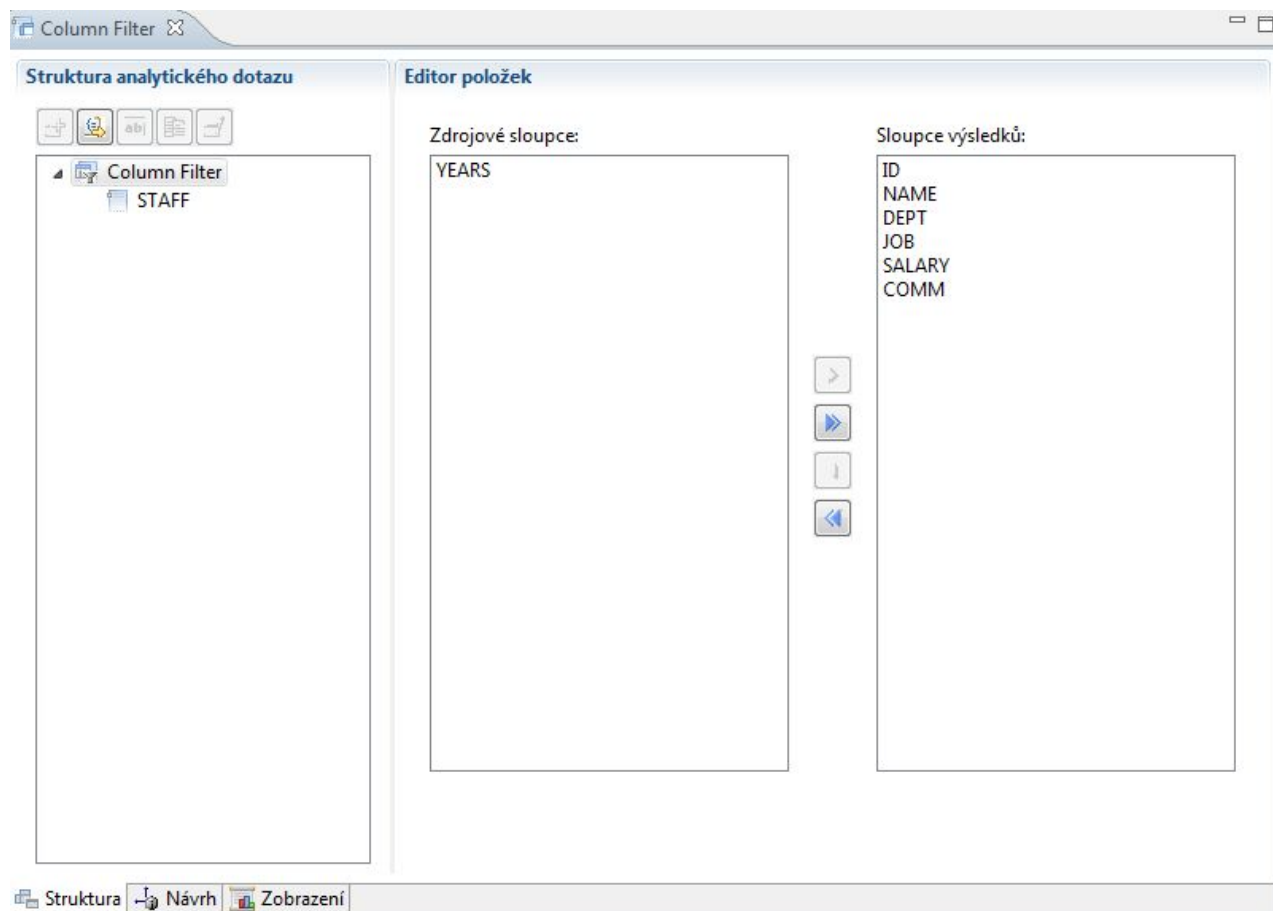 Column Filter
Struktura analytického dotazu
Editor položek
ab
Column Filter
STAFF
Zdrojové sloupce:
YEARS
Sloupce výsledků:
ID
NAME
DEPT
JOB
SALARY
COMM
Struktura
Návrh
Zobrazení